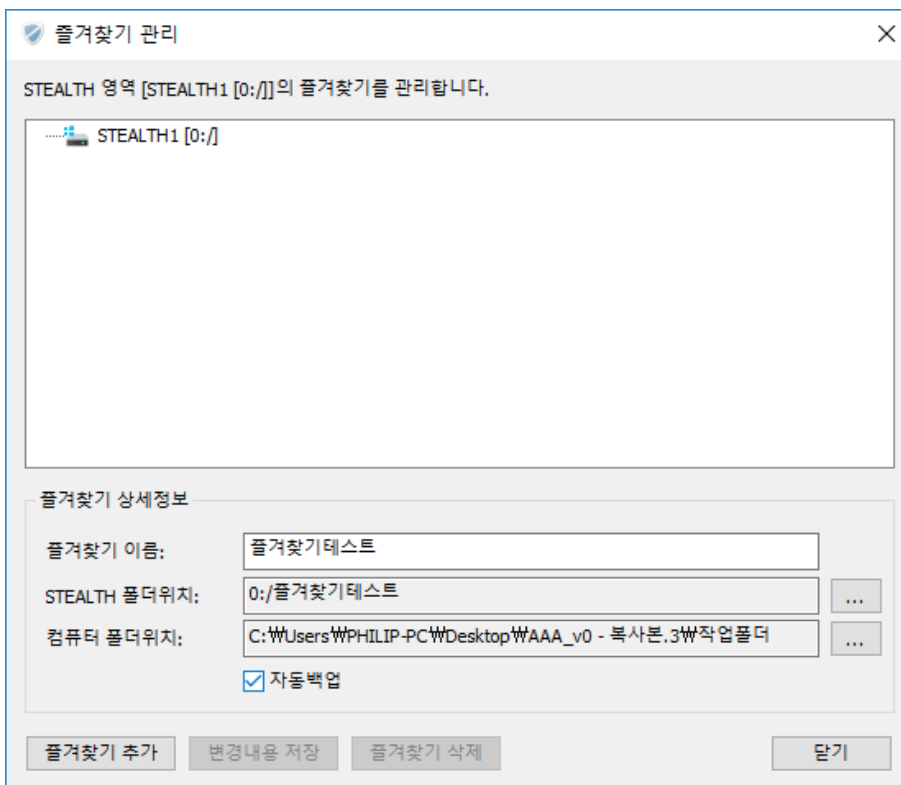 즐겨찾기 관리
STEALTH 영역 [STEALTH1 [0:/]]의 즐겨찾기를 관리합니다.
STEALTH1 [0:/]
즐겨찾기 상세정보
즐겨찾기 이름:
즐겨찾기테스트
STEALTH 폴더위치:
0:/즐겨찾기테스트
...
컴퓨터 폴더위치:
C:₩Users₩PHILIP-PC₩Desktop₩AAA_v0 - 복사본.3₩작업폴더
...
자동백업
즐겨찾기 추가
변경내용 저장
즐겨찾기 삭제
닫기